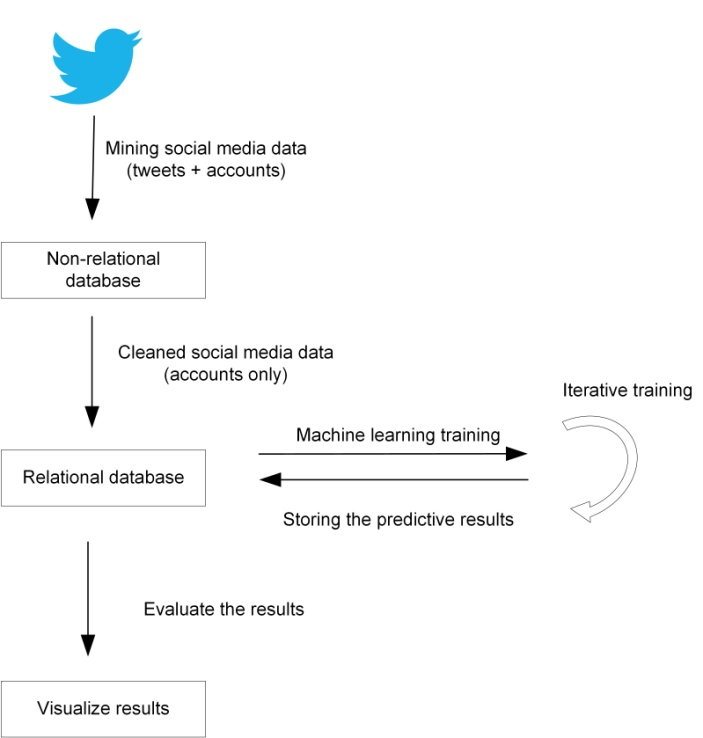 Mining social media data
(tweets + accounts)
Non-relational
database
Cleaned social media data
(accounts only)
Iterative training
Machine learning training
Relational database
Storing the predictive results
Evaluate the results
Visualize results